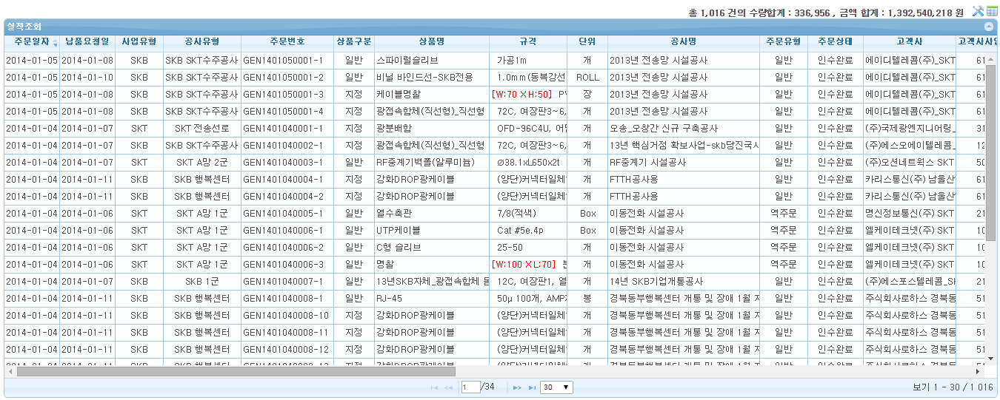 총 1,016 건의 수량합계 : 336,956 , 금액 합계 : 1,392,540,218 원
실적조회
주문일자 납품요청일 사업유형 공사유형 주문번호 상품구분 상품명 규격 단위 공사명 주문유형 주문상태 고객사 고객사사업
2014-01-05 2014-01-08 SKB SKB SKT수주공사 GEN1401050001-1 일반 스파이럴슬리브 가공1m 개 2013년 전송망 시설공사 일반 인수완료 에이디텔레콤(주)_SKT 61
2014-01-05 2014-01-10 SKB SKB SKT수주공사 GEN1401050001-2 일반 비닐 바인드선-SKB전용 1.0mm(동복강선 ROLL 2013년 전송망 시설공사 일반 인수완료 에이디텔레콤(주)_SKT 61
2014-01-05 2014-01-08 SKB SKB SKT수주공사 GEN1401050001-3 지정 케이블명찰 [W:70 X H:50] P 장 2013년 전송망 시설공사 일반 인수완료 에이디텔레콤(주)_SKT 61
2014-01-05 2014-01-08 SKB SKB SKT수주공사 GEN1401050001-4 지정 광접속함체(직선형)_직선형 72C, 여장판3~6, 개 2013년 전송망 시설공사 일반 인수완료 에이디텔레콤(주)_SKT 61
2014-01-04 2014-01-07 SKT SKT 전송선로 GEN1401040001-1 지정 광분배함 OFD-96C4U, 개 오송_오창간 신규 구축공사 일반 인수완료 (주)국제광엔지니어링_ 31
2014-01-04 2014-01-07 SKB SKB SKT수주공사 GEN1401040002-1 지정 광접속함체(직선형)_직선형 72C, 여장판3~6, 개 13년 핵심거점 확보사업-skb당진국사 일반 인수완료 (주)에스오에이텔레콤_ 12
2014-01-04 2014-01-07 SKT SKT A망 2군 GEN1401040003-1 일반 RF중계기벽폴(알루미늄) Ø38.1xL650x2t 개 RF중계기 시설공사 일반 인수완료 (주)오션네트웍스 SKT 50
2014-01-04 2014-01-11 SKB SKB 행복센터 GEN1401040004-1 지정 강화DROP광케이블 (양단)커넥터일체 개 FTTH공사용 일반 인수완료 카리스통신(주) 남울산 61
2014-01-04 2014-01-11 SKB SKB 행복센터 GEN1401040004-2 지정 강화DROP광케이블 (양단)커넥터일체 개 FTTH공사용 일반 인수완료 카리스통신(주) 남울산 61
2014-01-04 2014-01-06 SKT SKT A망 1군 GEN1401040005-1 일반 열수축관 7/8(적색) Box 이동전화 시설공사 역주문 인수완료 명신정보통신(주) SKT 21
2014-01-04 2014-01-06 SKT SKT A망 1군 GEN1401040006-1 일반 UTP케이블 Cat #5e.4p Box 이동전화 시설공사 역주문 인수완료 엘케이테크넷(주) SKT 10
2014-01-04 2014-01-06 SKT SKT A망 1군 GEN1401040006-2 일반 C형 슬리브 25-50 개 이동전화 시설공사 역주문 인수완료 엘케이테크넷(주) SKT 10
2014-01-04 2014-01-06 SKT SKT A망 1군 GEN1401040006-3 일반 명찰 [W:100 X L:70] 개 이동전화 시설공사 역주문 인수완료 엘케이테크넷(주) SKT 10
2014-01-04 2014-01-06 SKB SKB 1군 GEN1401040007-1 일반 13년SKB자체_광접속함체 돔 12C, 여장판1, 열 개 14년 SKB기업개통공사 일반 인수완료 (주)에스포스텔레콤_SK 21
2014-01-04 2014-01-11 SKB SKB 행복센터 GEN1401040008-1 일반 RJ-45 50μ 100개, AMP 봉 경북동부행복센터 개통 및 장애 1월 지 일반 인수완료 주식회사로하스 경북동 51
2014-01-04 2014-01-11 SKB SKB 행복센터 GEN1401040008-10 지정 강화DROP광케이블 (양단)커넥터일체 개 경북동부행복센터 개통 및 장애 1월 지 일반 인수완료 주식회사로하스 경북동 51
2014-01-04 2014-01-11 SKB SKB 행복센터 GEN1401040008-11 지정 강화DROP광케이블 (양단)커넥터일체 개 경북동부행복센터 개통 및 장애 1월 지 일반 인수완료 주식회사로하스 경북동 51
2014-01-04 2014-01-11 SKB SKB 행복센터 GEN1401040008-12 지정 강화DROP광케이블 (양단)커넥터일체 개 경북동부행복센터 개통 및 장애 1월 지 일반 인수완료 주식회사로하스 경북동 51
1 /34 30 보기 1 - 30 / 1 016